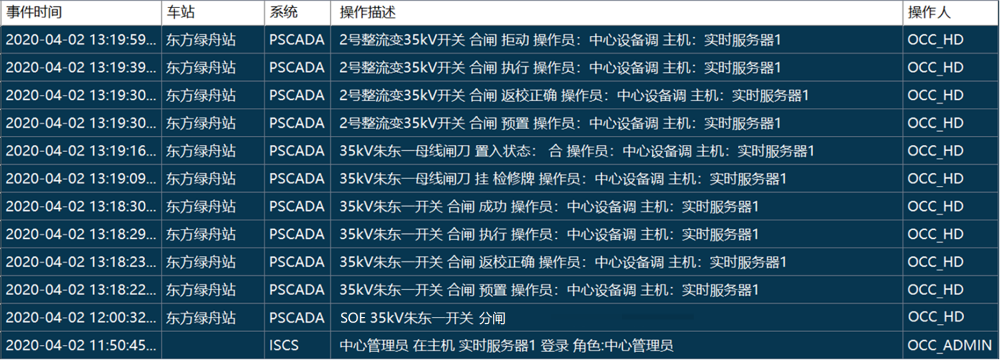 事件时间 车站 系统 操作描述 操作人
2020-04-02 13:19:59... 东方绿舟站 PSCADA 2号整流变35kV开关 合闸 拒动 操作员：中心设备调 主机：实时服务器1 OCC_HD
2020-04-02 13:19:39... 东方绿舟站 PSCADA 2号整流变35kV开关 合闸 执行 操作员：中心设备调 主机：实时服务器1 OCC_HD
2020-04-02 13:19:30... 东方绿舟站 PSCADA 2号整流变35kV开关 合闸 返校正确 操作员：中心设备调 主机：实时服务器1 OCC_HD
2020-04-02 13:19:30... 东方绿舟站 PSCADA 2号整流变35kV开关 合闸 预置 操作员：中心设备调 主机：实时服务器1 OCC_HD
2020-04-02 13:19:16... 东方绿舟站 PSCADA 35kV朱东一母线闸刀 置入状态： 合 操作员：中心设备调 主机：实时服务器1 OCC_HD
2020-04-02 13:19:09... 东方绿舟站 PSCADA 35kV朱东一母线闸刀 挂 检修牌 操作员：中心设备调 主机：实时服务器1 OCC_HD
2020-04-02 13:18:30... 东方绿舟站 PSCADA 35kV朱东一开关 合闸 成功 操作员：中心设备调 主机：实时服务器1 OCC_HD
2020-04-02 13:18:29... 东方绿舟站 PSCADA 35kV朱东一开关 合闸 执行 操作员：中心设备调 主机：实时服务器1 OCC_HD
2020-04-02 13:18:23... 东方绿舟站 PSCADA 35kV朱东一开关 合闸 返校正确 操作员：中心设备调 主机：实时服务器1 OCC_HD
2020-04-02 13:18:22... 东方绿舟站 PSCADA 35kV朱东一开关 合闸 预置 操作员：中心设备调 主机：实时服务器1 OCC_HD
2020-04-02 12:00:32... 东方绿舟站 PSCADA SOE 35kV朱东一开关 分闸 OCC_HD
2020-04-02 11:50:45... ISCS 中心管理员 在主机 实时服务器1 登录 角色:中心管理员 OCC_ADMIN